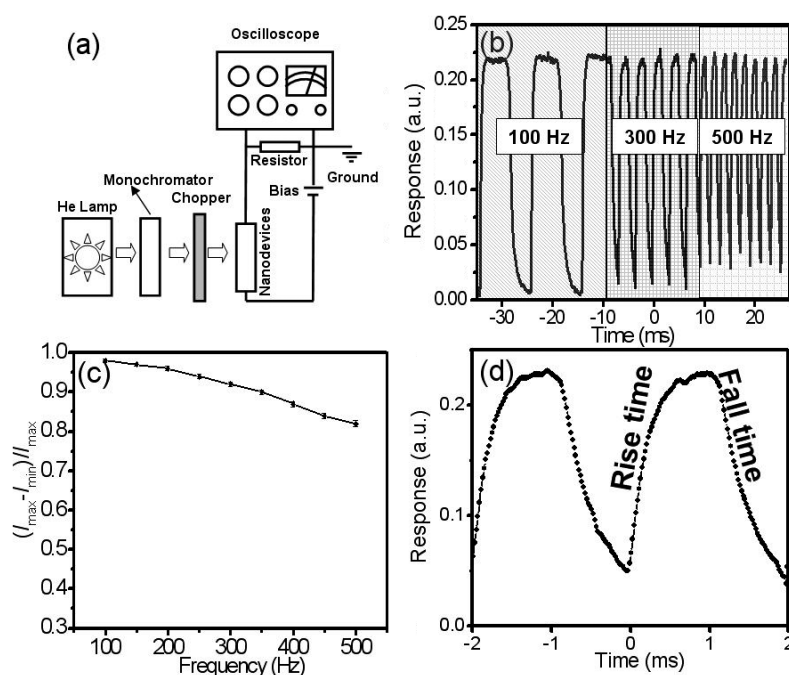 (a)
Oscilloscope
Resistor
Ground
Bias
Monochromator
Chopper
He Lamp
Nanodevices
(b)
Response (a.u.)
0.25
0.20
0.15
0.10
0.05
0.00
100 Hz
300 Hz
500 Hz
-30 -20 -10 0 10 20
Time (ms)
(c)
(Imax-Imin)/Imax
1.0
0.9
0.8
0.7
0.6
0.5
0.4
0.3
100 200 300 400 500
Frequency (Hz)
(d)
Response (a.u.)
0.2
0.1
0.0
Rise time
Fall time
-2 -1 0 1 2
Time (ms)